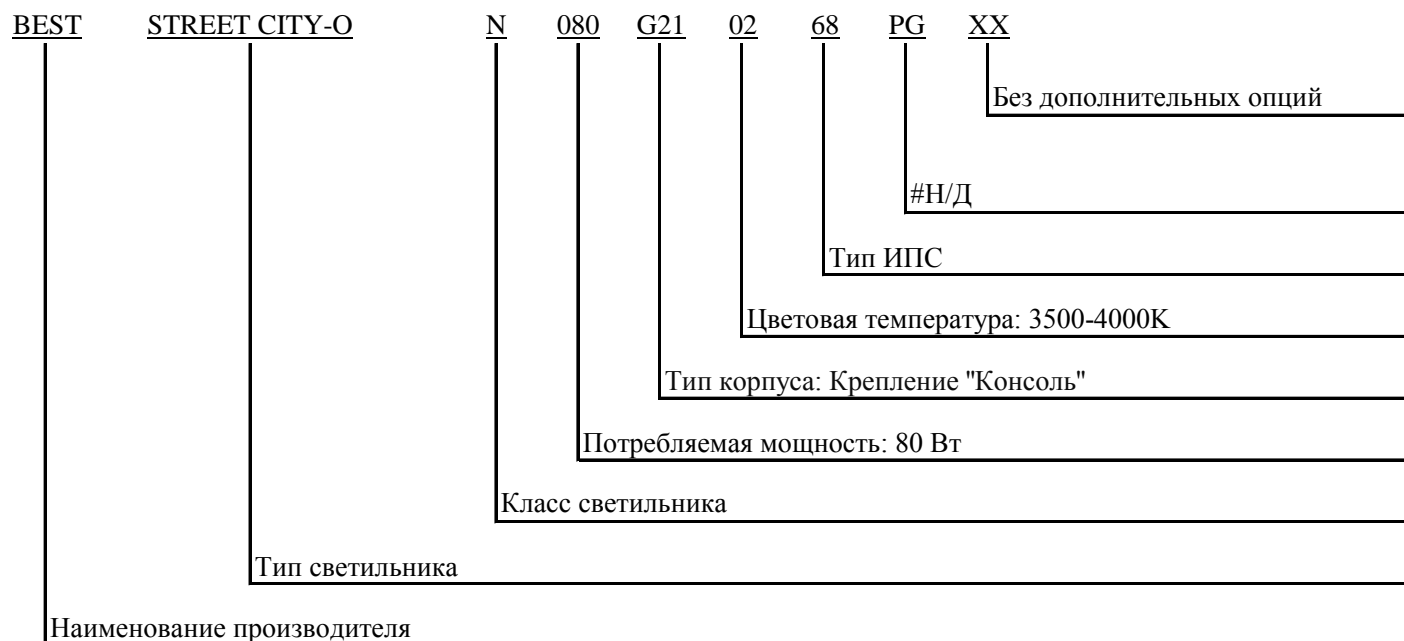 BEST STREET CITY-O N 080 G21 02 68 PG XX
Без дополнительных опций
#Н/Д
Тип ИПС
Цветовая температура: 3500-4000K
Тип корпуса: Крепление "Консоль"
Потребляемая мощность: 80 Вт
Класс светильника
Тип светильника
Наименование производителя